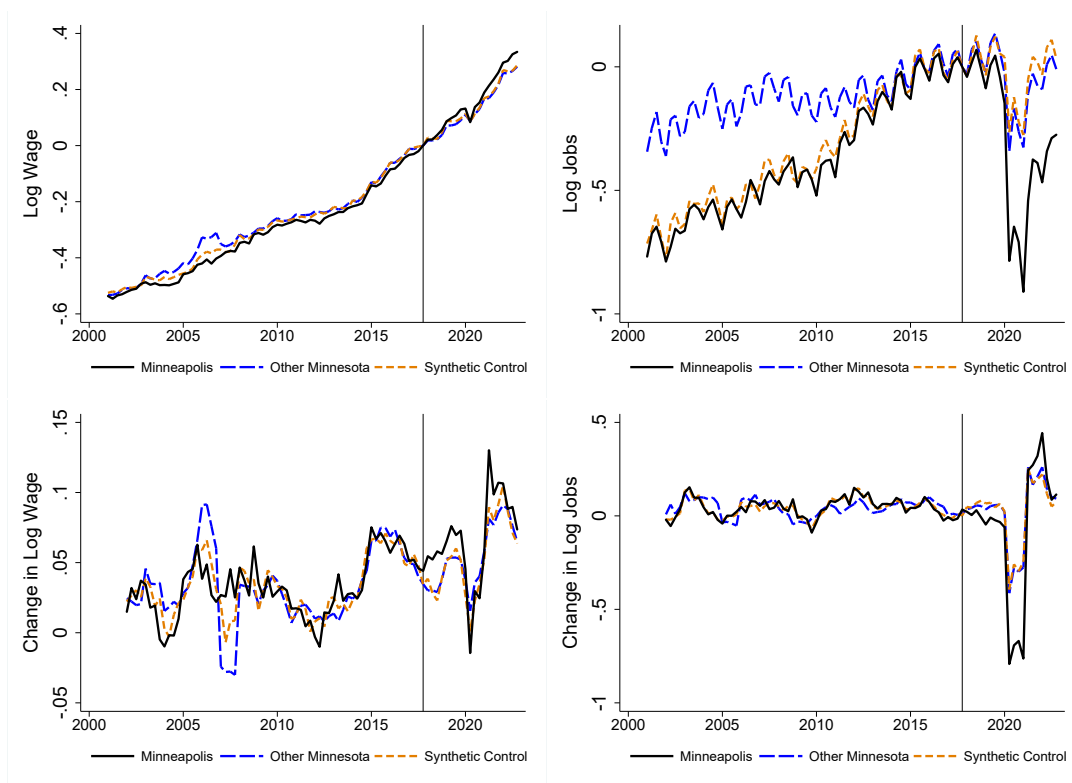 Log Wage
.4
.2
0
-.2
-.4
-.6
2000 2005 2010 2015 2020
Minneapolis Other Minnesota Synthetic Control
Log Jobs
0
-.5
-1
2000 2005 2010 2015 2020
Minneapolis Other Minnesota Synthetic Control
Change in Log Wage
.15
.1
.05
0
-.05
2000 2005 2010 2015 2020
Minneapolis Other Minnesota Synthetic Control
Change in Log Jobs
.5
0
-.5
-1
2000 2005 2010 2015 2020
Minneapolis Other Minnesota Synthetic Control